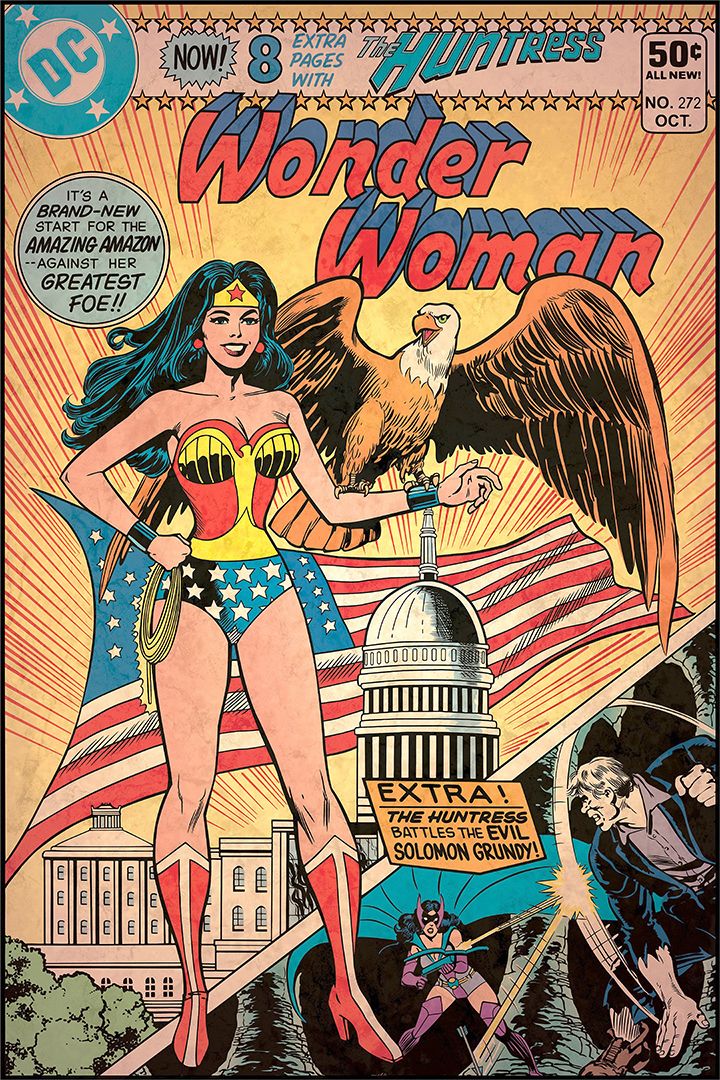 DC
NOW!
8
EXTRA
PAGES
WITH
The HUNTRESS
50¢
ALL NEW!
NO. 272
OCT.
Wonder
Woman
IT'S A
BRAND-NEW
START FOR THE
AMAZING AMAZON
--AGAINST HER
GREATEST
FOE!!
EXTRA!
THE HUNTRESS
BATTLES THE EVIL
SOLOMON GRUNDY!